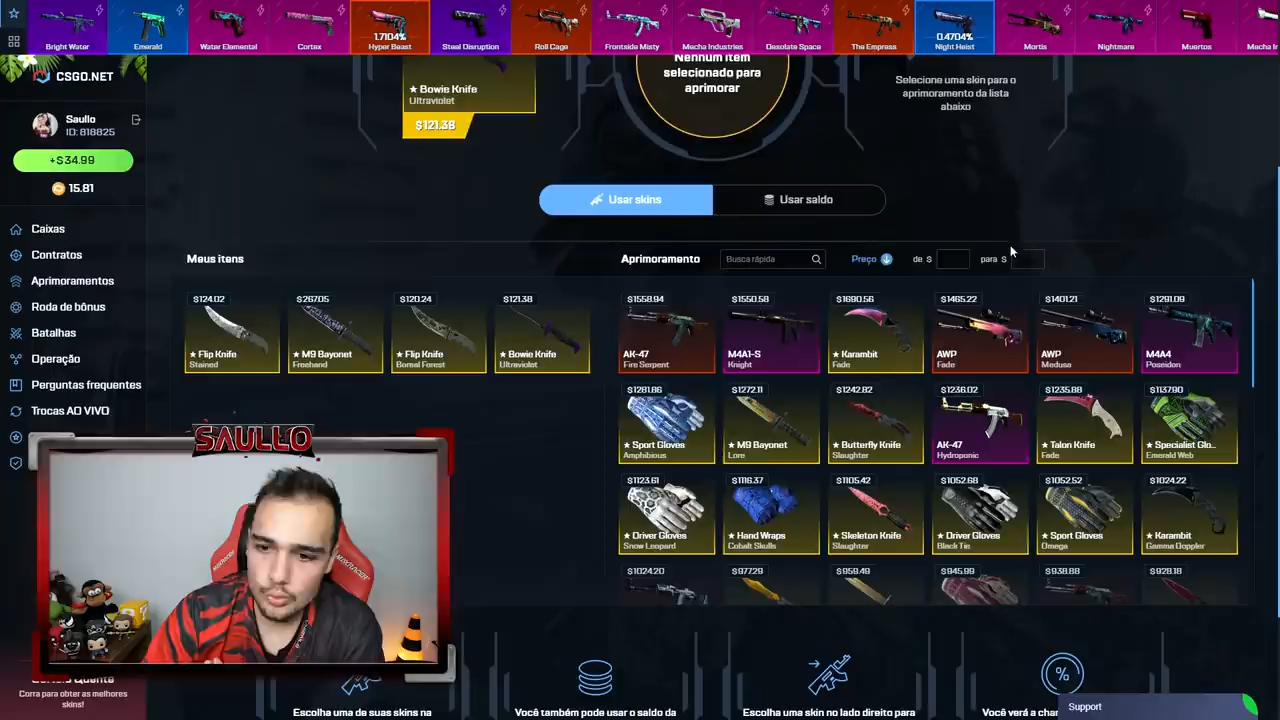 Bright Water
Emerald
Water Elemental
Cortex
1.7104%
Hyper Beast
Steel Disruption
Roll Cage
Frontside Misty
Mecha Industries
Desolate Space
The Empress
0.4704%
Night Heist
Mortis
Nightmare
Muertos
Mecha In
CSGO.NET
Saullo
ID: 818825
+$34.99
15.81
Caixas
Contratos
Aprimoramentos
Roda de bônus
Batalhas
Operação
Perguntas frequentes
Trocas AO VIVO
Corra para obter as melhores
skins!
★ Bowie Knife
Ultraviolet
$121.38
Nenhum item
selecionado para
aprimorar
Selecione uma skin para o
aprimoramento da lista
abaixo
Usar skins
Usar saldo
Meus itens
Aprimoramento
Busca rápida
Preço
de $
para $
$124.02
★ Flip Knife
Stained
$267.05
★ M9 Bayonet
Freehand
$120.24
★ Flip Knife
Boreal Forest
$121.38
★ Bowie Knife
Ultraviolet
$1558.94
AK-47
Fire Serpent
$1550.58
M4A1-S
Knight
$1690.56
★ Karambit
Fade
$1465.22
AWP
Fade
$1401.21
AWP
Medusa
$1291.09
M4A4
Poseidon
$1281.86
★ Sport Gloves
Amphibious
$1272.11
★ M9 Bayonet
Lore
$1242.82
★ Butterfly Knife
Slaughter
$1236.02
AK-47
Hydroponic
$1235.88
★ Talon Knife
Fade
$1137.90
★ Specialist Glo...
Emerald Web
$1123.61
★ Driver Gloves
Snow Leopard
$1116.37
★ Hand Wraps
Cobalt Skulls
$1105.42
★ Skeleton Knife
Slaughter
$1052.68
★ Driver Gloves
Black Tie
$1052.52
★ Sport Gloves
Omega
$1024.22
★ Karambit
Gamma Doppler
$1024.20
$977.29
$959.49
$945.99
$938.88
$928.18
SAULLO
MAXRACER
MAXRACER
Escolha uma de suas skins na
Você também pode usar o saldo da
Escolha uma skin no lado direito para
Você verá a chan
Support